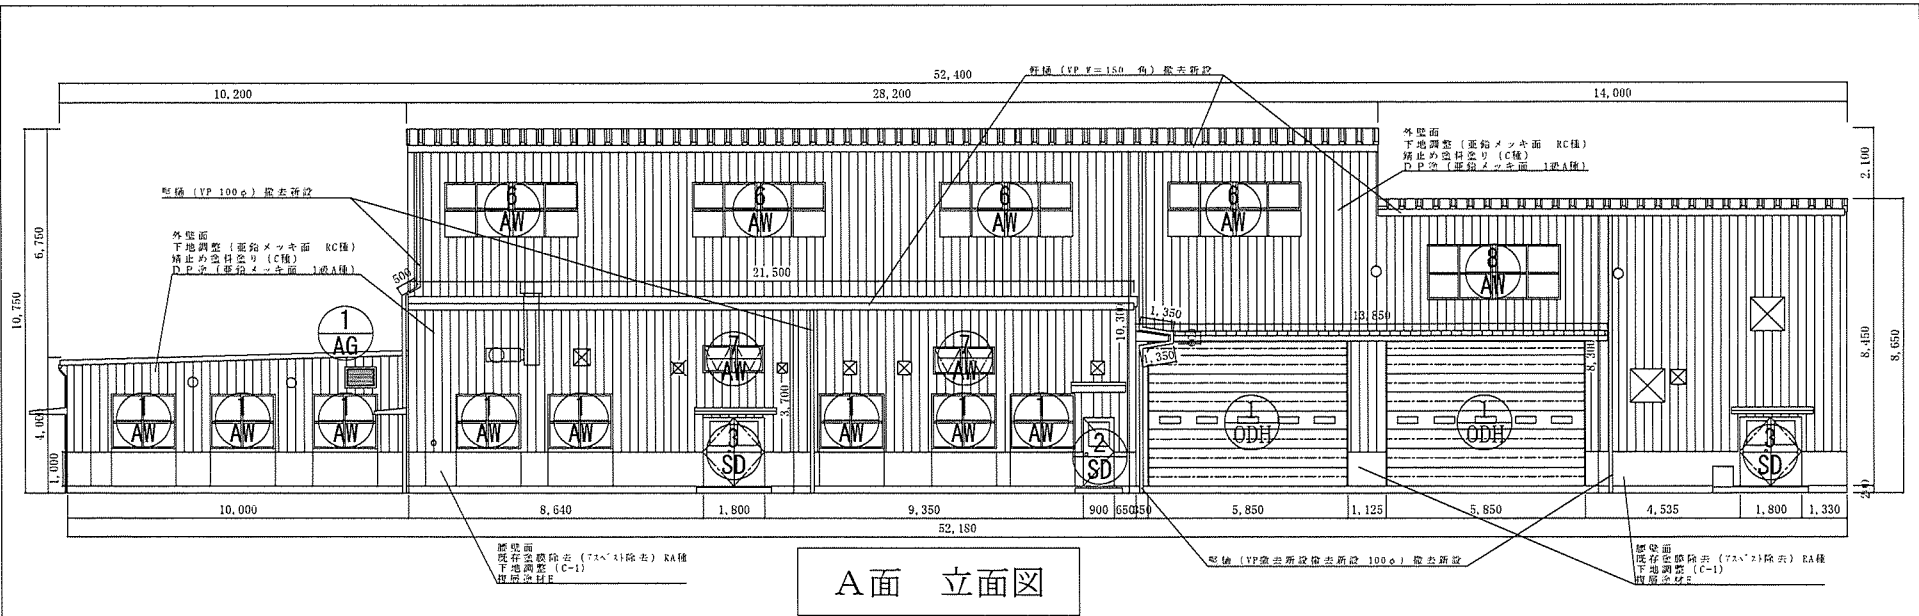 52,400
10,200
28,200
14,000
軒樋 (VP W=150 角) 撤去新設
外壁面
下地調整 (亜鉛メッキ面 RC種)
錆止め塗料塗り (C種)
DP塗 (亜鉛メッキ面 1級A種)
2,100
竪樋 (VP 100φ) 撤去新設
外壁面
下地調整 (亜鉛メッキ面 RC種)
錆止め塗料塗り (C種)
DP塗 (亜鉛メッキ面 1級A種)
6
AW
6
AW
6
AW
6
AW
8
AW
6,750
10,750
500
21,500
10,300
1,350
1,350
13,850
8,300
8,450
8,650
1
AG
7
AW
7
AW
3,700
4,000
1,000
1
AW
1
AW
1
AW
1
AW
1
AW
3
SD
1
AW
1
AW
1
AW
2
SD
1
ODH
1
ODH
3
SD
200
10,000
8,640
1,800
9,350
900
650
350
5,850
1,125
5,850
4,535
1,800
1,330
52,180
腰壁面
既存塗膜除去 (アスベスト除去) RA種
下地調整 (C-1)
複層塗材E
竪樋 (VP撤去新設撤去新設 100φ) 撤去新設
腰壁面
既存塗膜除去 (アスベスト除去) RA種
下地調整 (C-1)
複層塗材E
A面 立面図